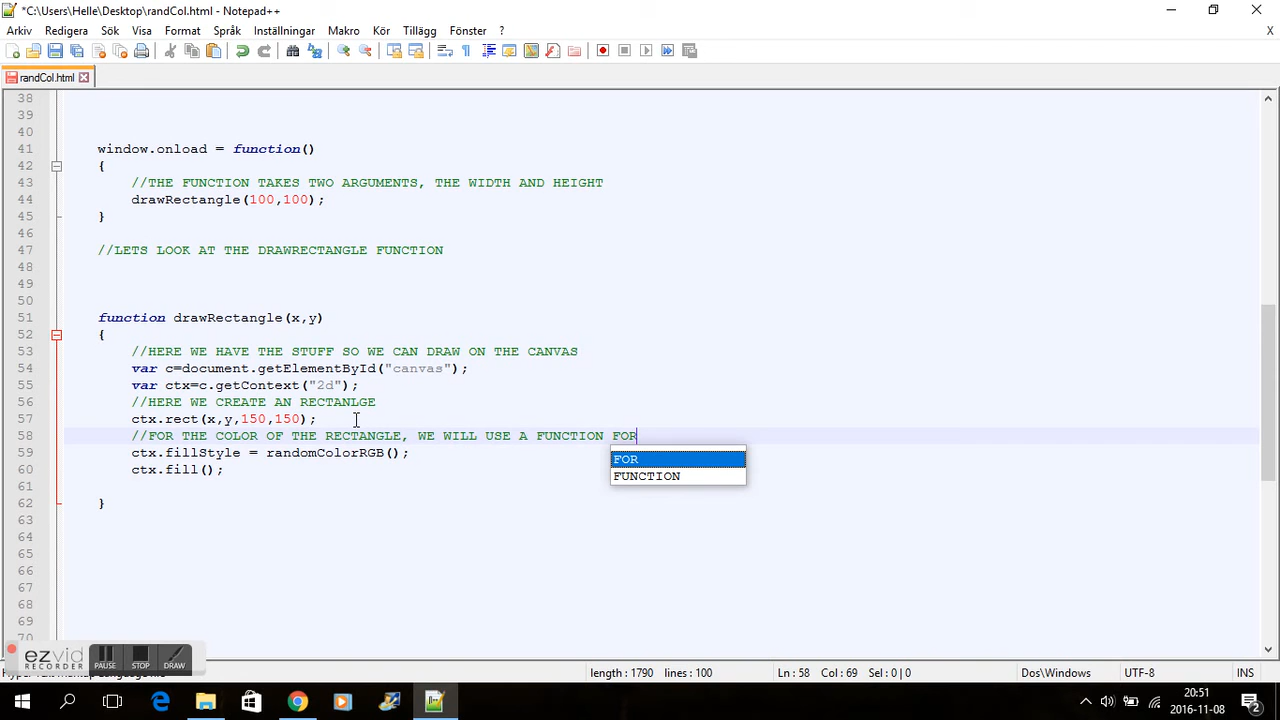 *C:\Users\Helle\Desktop\randCol.html - Notepad++
Arkiv Redigera Sök Visa Format Språk Inställningar Makro Kör Tillägg Fönster ? X
randCol.html
38
39
40
41 window.onload = function()
42 {
43 //THE FUNCTION TAKES TWO ARGUMENTS, THE WIDTH AND HEIGHT
44 drawRectangle(100,100);
45 }
46
47 //LETS LOOK AT THE DRAWRECTANGLE FUNCTION
48
49
50
51 function drawRectangle(x,y)
52 {
53 //HERE WE HAVE THE STUFF SO WE CAN DRAW ON THE CANVAS
54 var c=document.getElementById("canvas");
55 var ctx=c.getContext("2d");
56 //HERE WE CREATE AN RECTANLGE
57 ctx.rect(x,y,150,150);
58 //FOR THE COLOR OF THE RECTANGLE, WE WILL USE A FUNCTION FOR
59 ctx.fillStyle = randomColorRGB();
FOR
60 ctx.fill();
FUNCTION
61
62 }
63
64
65
66
67
68
69
70
ezvid
RECORDER
PAUSE STOP DRAW
length : 1790 lines : 100 Ln : 58 Col : 69 Sel : 0 | 0 Dos\Windows UTF-8 INS
20:51
2016-11-08
2